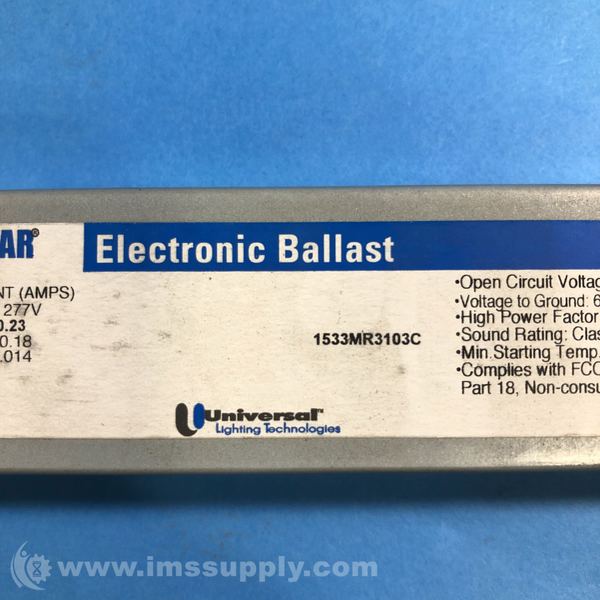 AR® Electronic Ballast
NT (AMPS)
277V
0.23
0.18
.014
1533MR3103C
•Open Circuit Voltag
•Voltage to Ground: 6
•High Power Factor
•Sound Rating: Clas
•Min.Starting Temp.
•Complies with FCC
Part 18, Non-consu
Universal™
Lighting Technologies
www.imssupply.com